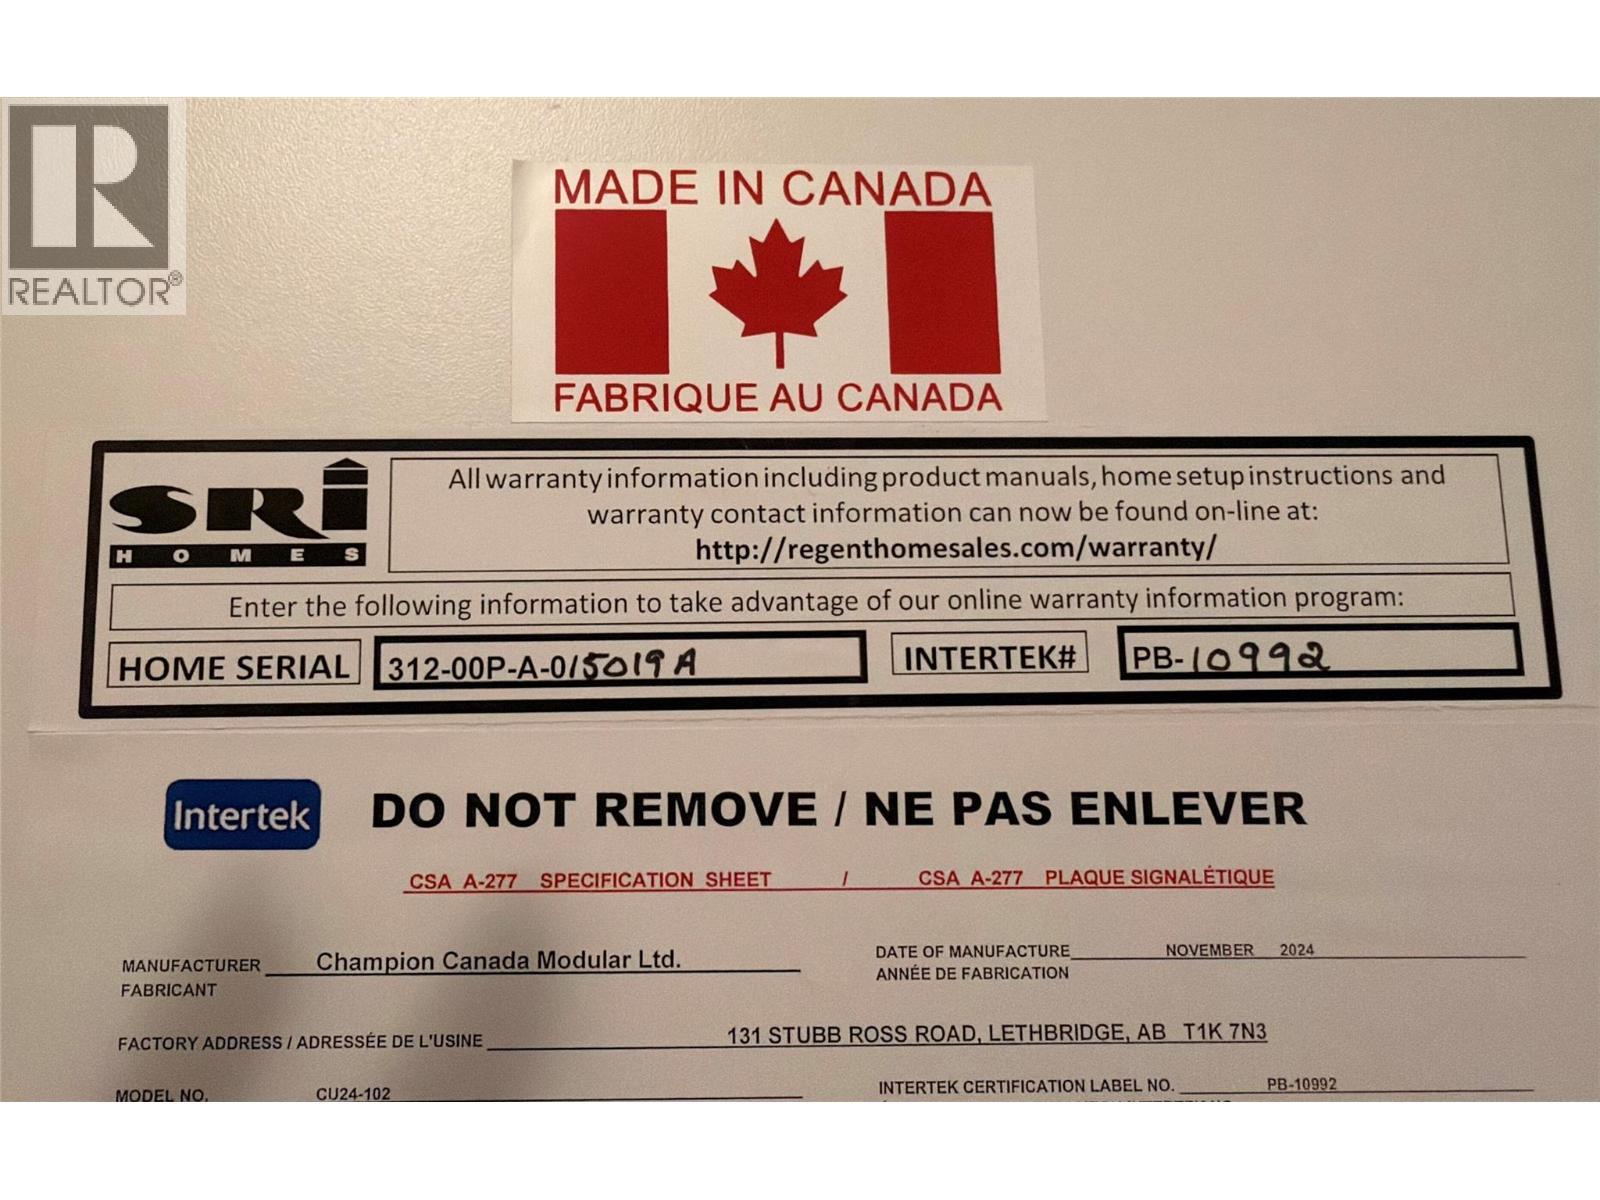 R
REALTOR®
MADE IN CANADA
FABRIQUE AU CANADA
SRI
HOMES
All warranty information including product manuals, home setup instructions and
warranty contact information can now be found on-line at:
http://regenthomesales.com/warranty/
Enter the following information to take advantage of our online warranty information program:
HOME SERIAL 312-00P-A-0/5019A INTERTEK# PB-10992
Intertek DO NOT REMOVE / NE PAS ENLEVER
CSA A-277 SPECIFICATION SHEET / CSA A-277 PLAQUE SIGNALÉTIQUE
MANUFACTURER Champion Canada Modular Ltd. DATE OF MANUFACTURE NOVEMBER 2024
FABRICANT ANNÉE DE FABRICATION
FACTORY ADDRESS / ADRESSÉE DE L'USINE 131 STUBB ROSS ROAD, LETHBRIDGE, AB T1K 7N3
MODEL NO. CU24-102 INTERTEK CERTIFICATION LABEL NO. PB-10992